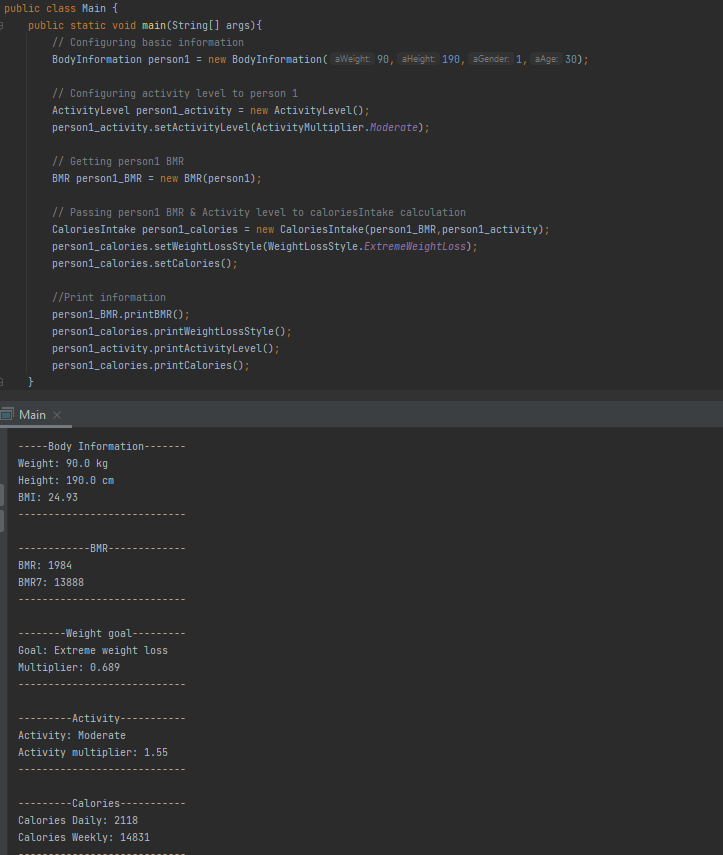 public class Main {
public static void main(String[] args){
// Configuring basic information
BodyInformation person1 = new BodyInformation( aWeight: 90, aHeight: 190, aGender: 1, aAge: 30);
// Configuring activity level to person 1
ActivityLevel person1_activity = new ActivityLevel();
person1_activity.setActivityLevel(ActivityMultiplier.Moderate);
// Getting person1 BMR
BMR person1_BMR = new BMR(person1);
// Passing person1 BMR & Activity level to caloriesIntake calculation
CaloriesIntake person1_calories = new CaloriesIntake(person1_BMR,person1_activity);
person1_calories.setWeightLossStyle(WeightLossStyle.ExtremeWeightLoss);
person1_calories.setCalories();
//Print information
person1_BMR.printBMR();
person1_calories.printWeightLossStyle();
person1_activity.printActivityLevel();
person1_calories.printCalories();
}
Main ×
-----Body Information-------
Weight: 90.0 kg
Height: 190.0 cm
BMI: 24.93
----------------------------
------------BMR-------------
BMR: 1984
BMR7: 13888
----------------------------
--------Weight goal---------
Goal: Extreme weight loss
Multiplier: 0.689
----------------------------
---------Activity-----------
Activity: Moderate
Activity multiplier: 1.55
----------------------------
---------Calories-----------
Calories Daily: 2118
Calories Weekly: 14831
----------------------------